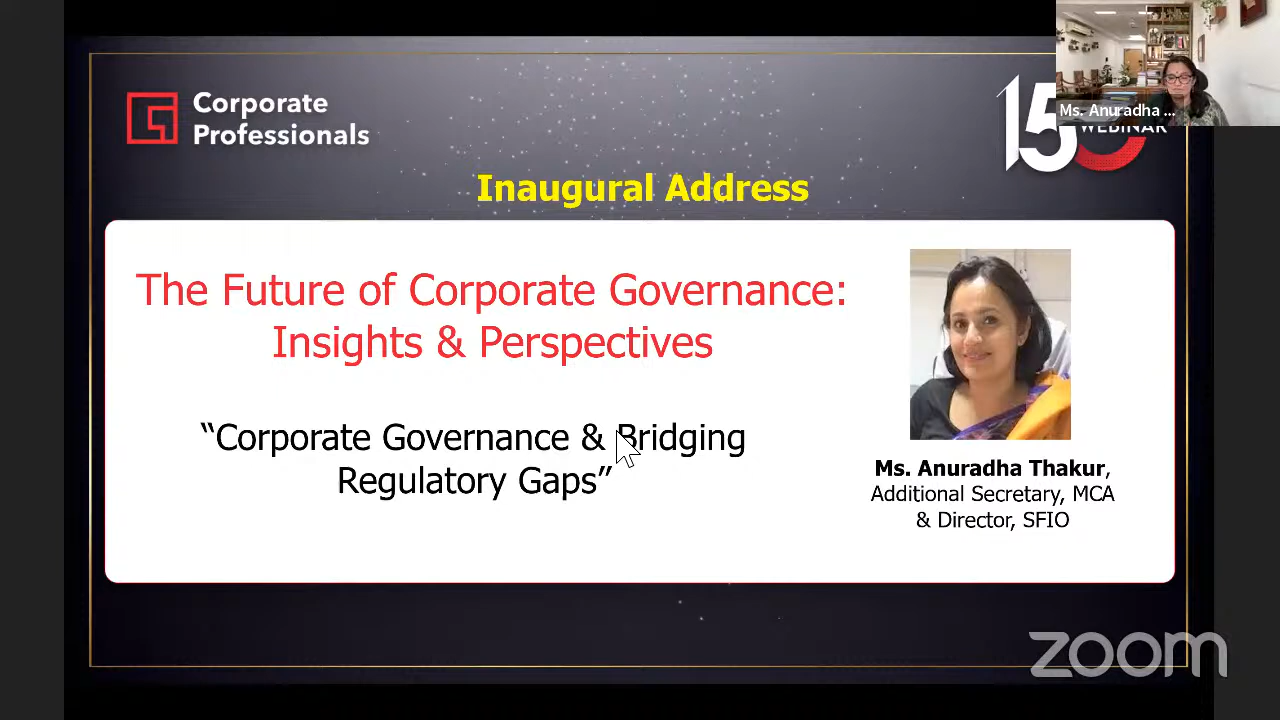 Corporate
Professionals
Ms. Anuradha ...
150
WEBINAR
Inaugural Address
The Future of Corporate Governance:
Insights & Perspectives
“Corporate Governance & Bridging
Regulatory Gaps”
Ms. Anuradha Thakur,
Additional Secretary, MCA
& Director, SFIO
zoom